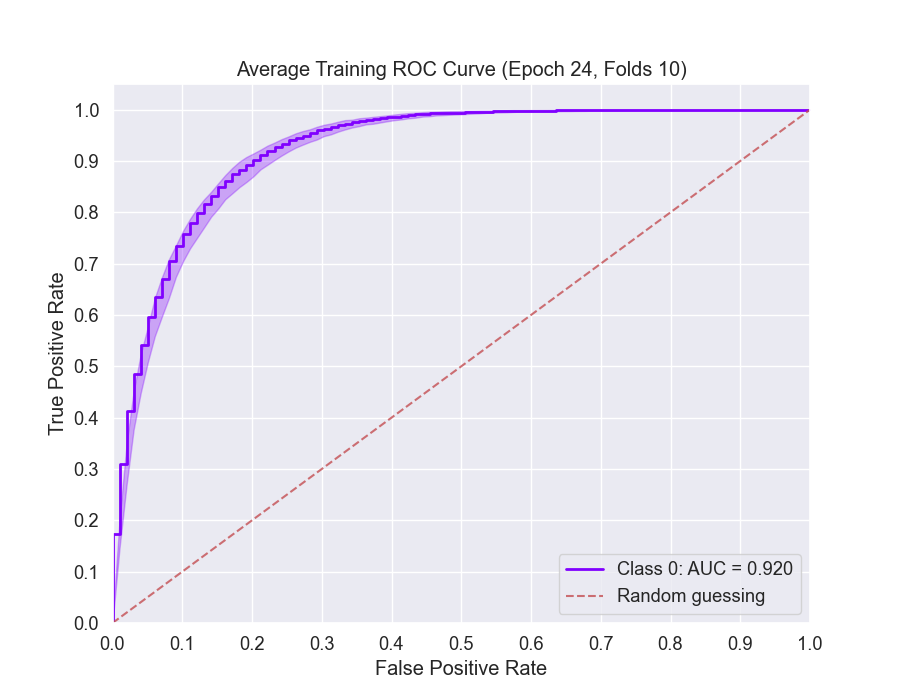 Average Training ROC Curve (Epoch 24, Folds 10)
True Positive Rate
1.0
0.9
0.8
0.7
0.6
0.5
0.4
0.3
0.2
0.1
0.0
Class 0: AUC = 0.920
Random guessing
0.0 0.1 0.2 0.3 0.4 0.5 0.6 0.7 0.8 0.9 1.0
False Positive Rate